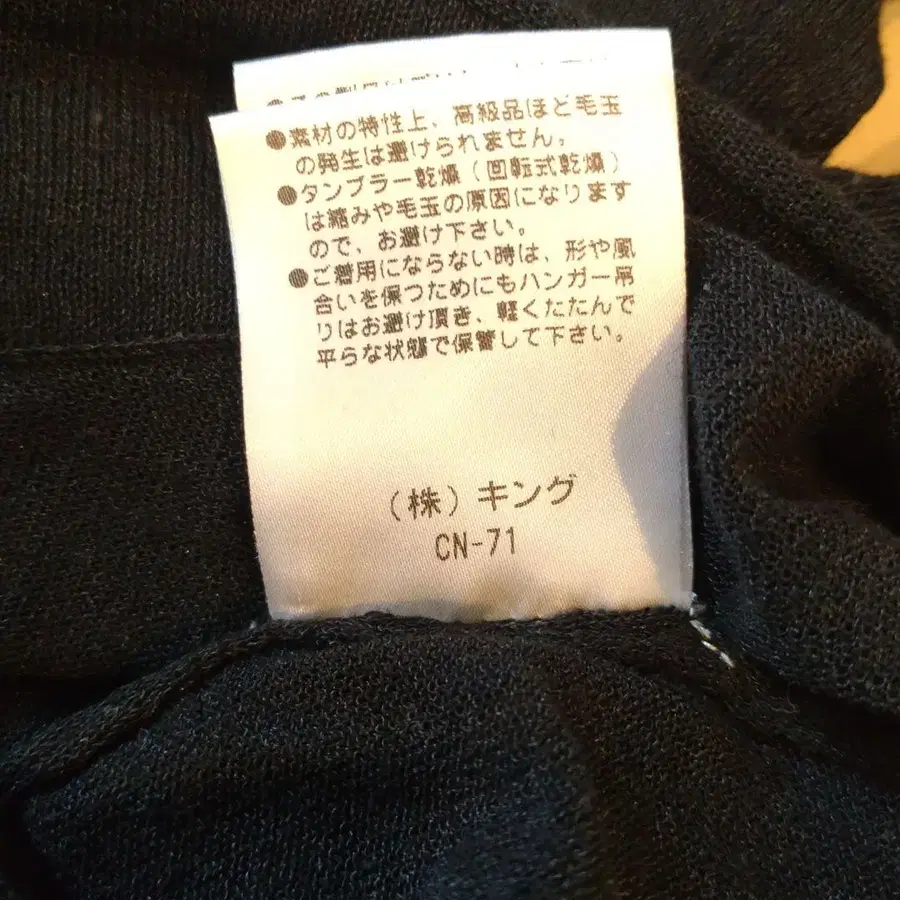 ●素材の特性上、高級品ほど毛玉
の発生は避けられません。
●タンブラー乾燥(回転式乾燥)
は縮みや毛玉の原因になります
ので、お避け下さい。
●ご着用にならない時は、形や風
合いを保つためにもハンガー吊
りはお避け頂き、軽くたたんで
平らな状態で保管して下さい。
(株)キング
CN-71